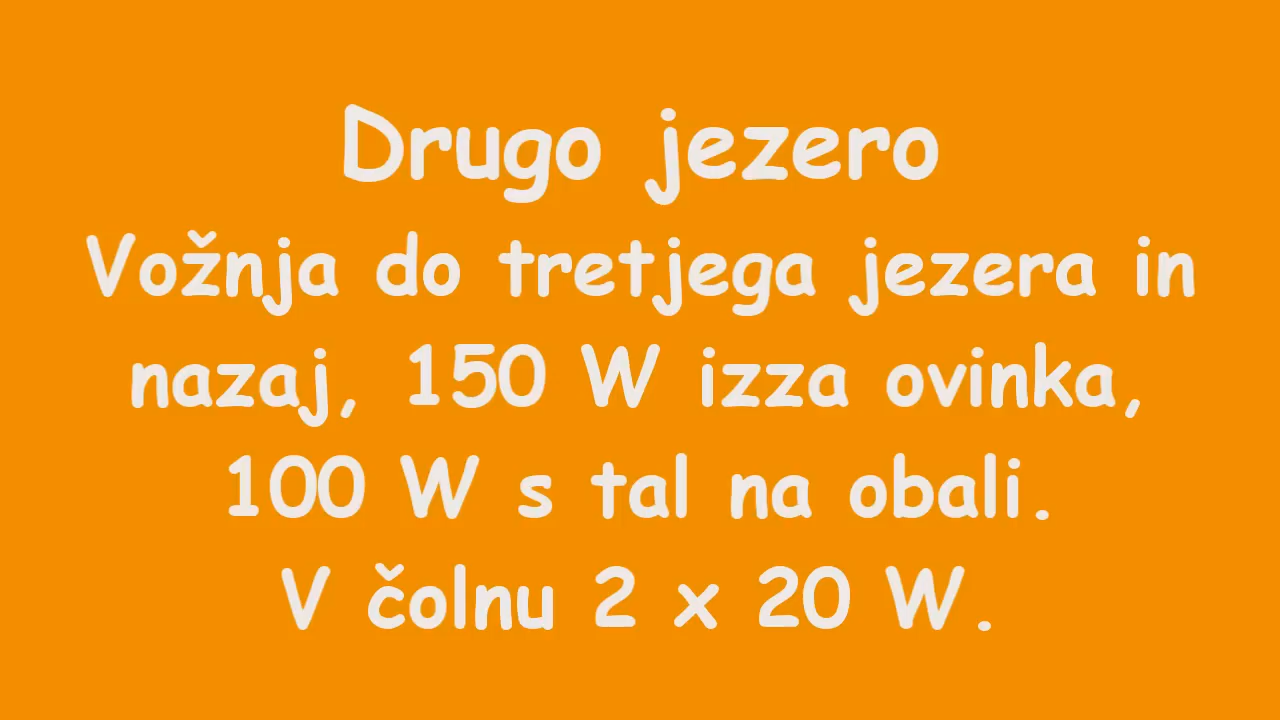 Drugo jezero
Vožnja do tretjega jezera in
nazaj, 150 W izza ovinka,
100 W s tal na obali.
V čolnu 2 x 20 W.